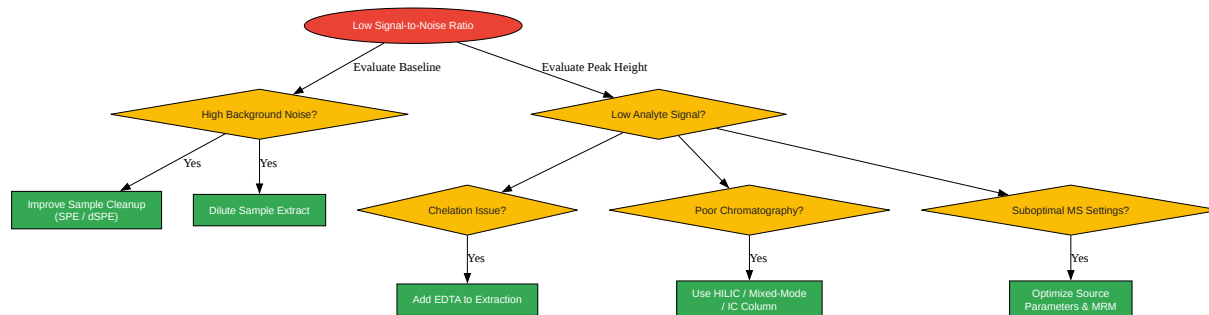 Low Signal-to-Noise Ratio
Evaluate Baseline
Evaluate Peak Height
High Background Noise?
Low Analyte Signal?
Yes
Yes
Improve Sample Cleanup
(SPE / dSPE)
Dilute Sample Extract
Chelation Issue?
Poor Chromatography?
Suboptimal MS Settings?
Yes
Yes
Yes
Add EDTA to Extraction
Use HILIC / Mixed-Mode
/ IC Column
Optimize Source
Parameters & MRM